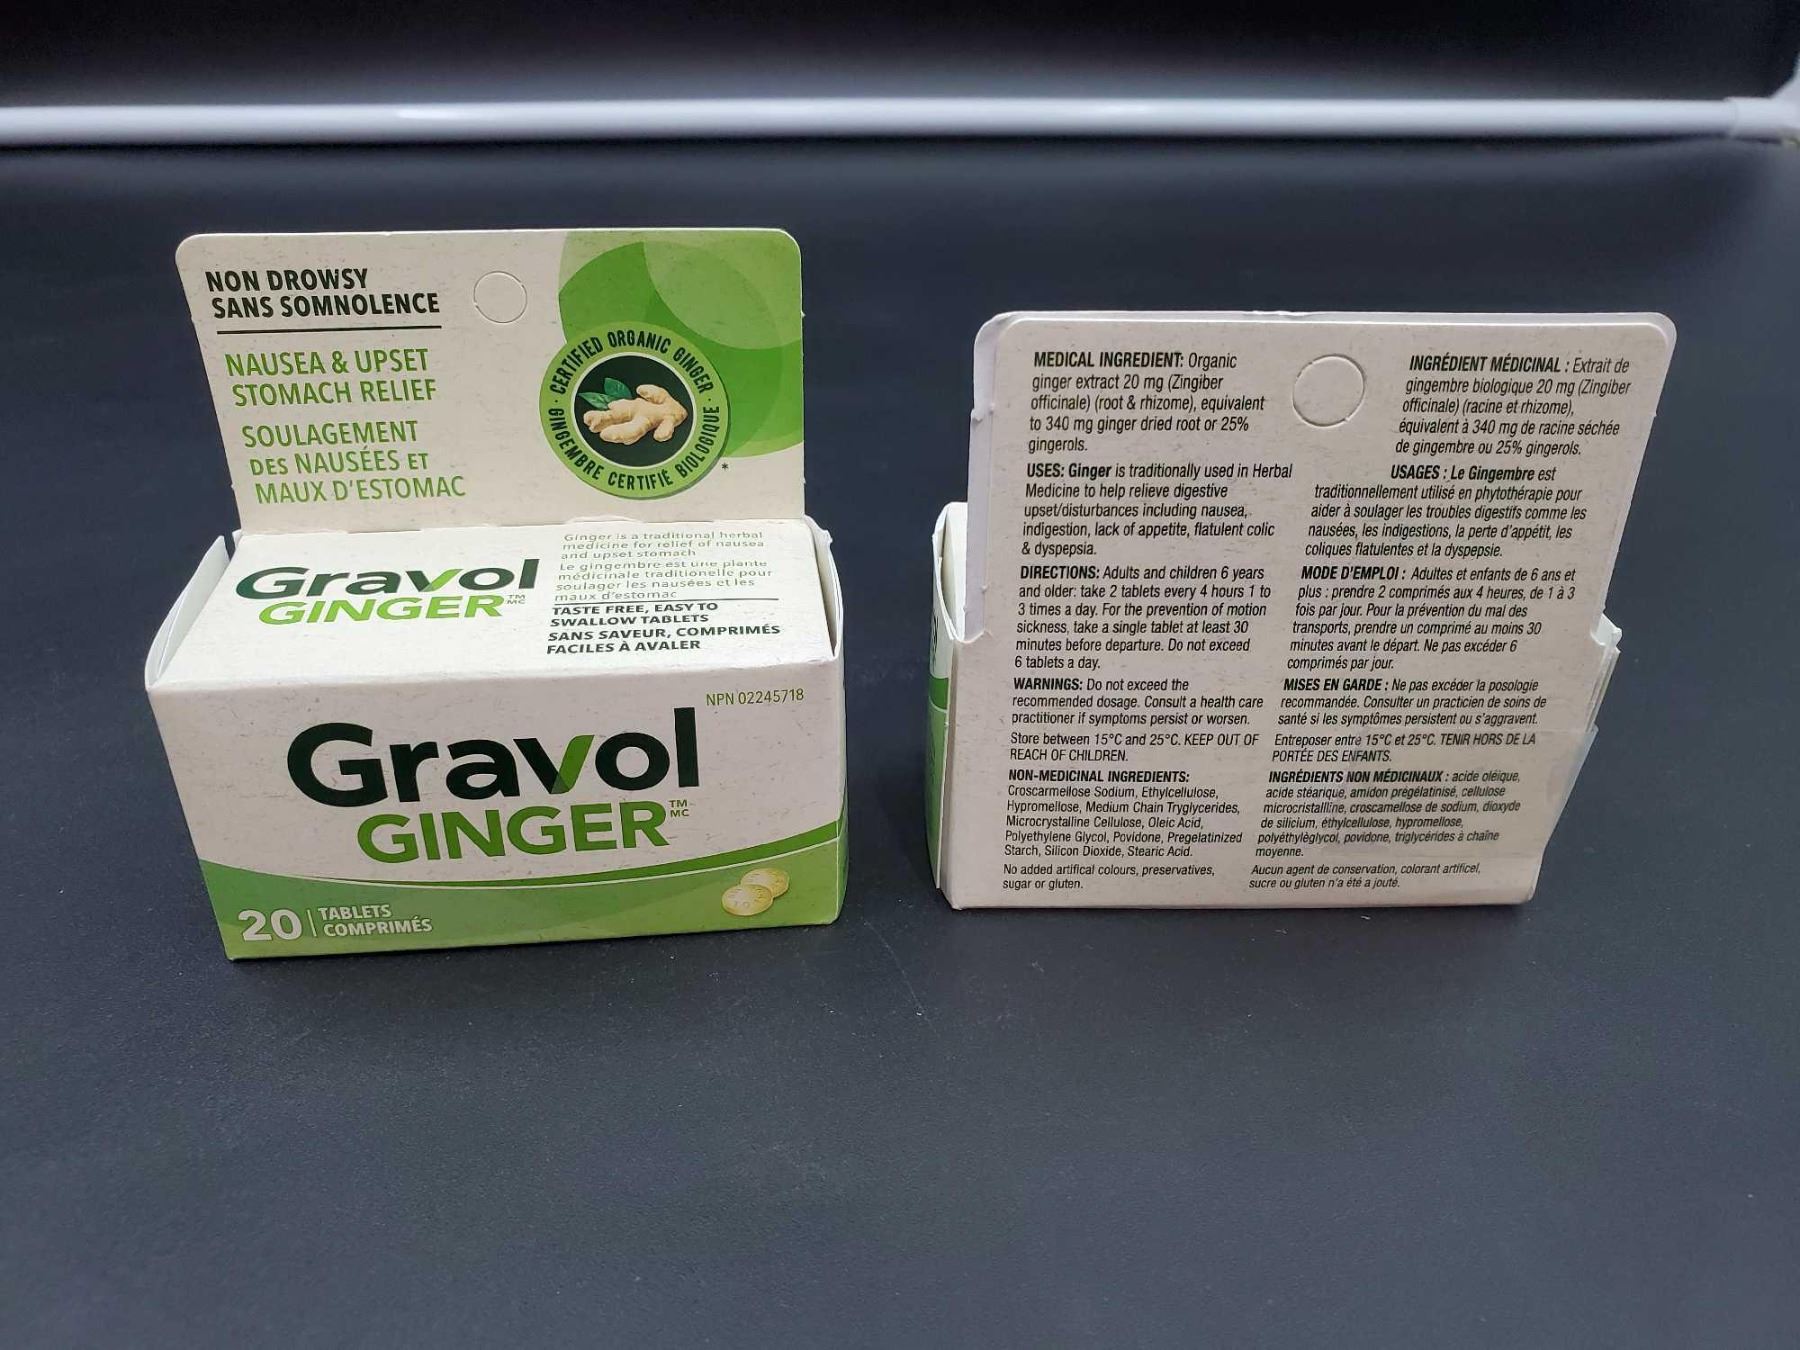 NON DROWSY
SANS SOMNOLENCE
NAUSEA & UPSET
STOMACH RELIEF
SOULAGEMENT
DES NAUSÉES ET
MAUX D'ESTOMAC
CERTIFIED ORGANIC GINGER ·
GINGEMBRE CERTIFIÉ BIOLOGIQUE ·
*
Gravol
GINGER TM MC
Ginger is a traditional herbal
medicine for relief of nausea
and upset stomach
Le gingembre est une plante
médicinale traditionelle pour
soulager les nausées et les
maux d'estomac
TASTE FREE, EASY TO
SWALLOW TABLETS
SANS SAVEUR, COMPRIMÉS
FACILES À AVALER
NPN 02245718
Gravol
GINGER TM MC
20 | TABLETS
COMPRIMÉS
MEDICAL INGREDIENT: Organic
ginger extract 20 mg (Zingiber
officinale) (root & rhizome), equivalent
to 340 mg ginger dried root or 25%
gingerols.
USES: Ginger is traditionally used in Herbal
Medicine to help relieve digestive
upset/disturbances including nausea,
indigestion, lack of appetite, flatulent colic
& dyspepsia.
DIRECTIONS: Adults and children 6 years
and older: take 2 tablets every 4 hours 1 to
3 times a day. For the prevention of motion
sickness, take a single tablet at least 30
minutes before departure. Do not exceed
6 tablets a day.
WARNINGS: Do not exceed the
recommended dosage. Consult a health care
practitioner if symptoms persist or worsen.
Store between 15°C and 25°C. KEEP OUT OF
REACH OF CHILDREN.
NON-MEDICINAL INGREDIENTS:
Croscarmellose Sodium, Ethylcellulose,
Hypromellose, Medium Chain Tryglycerides,
Microcrystalline Cellulose, Oleic Acid,
Polyethylene Glycol, Povidone, Pregelatinized
Starch, Silicon Dioxide, Stearic Acid.
No added artifical colours, preservatives,
sugar or gluten.
INGRÉDIENT MÉDICINAL : Extrait de
gingembre biologique 20 mg (Zingiber
officinale) (racine et rhizome),
équivalent à 340 mg de racine séchée
de gingembre ou 25% gingerols.
USAGES : Le Gingembre est
traditionnellement utilisé en phytothérapie pour
aider à soulager les troubles digestifs comme les
nausées, les indigestions, la perte d'appétit, les
coliques flatulentes et la dyspepsie.
MODE D'EMPLOI : Adultes et enfants de 6 ans et
plus : prendre 2 comprimés aux 4 heures, de 1 à 3
fois par jour. Pour la prévention du mal des
transports, prendre un comprimé au moins 30
minutes avant le départ. Ne pas excéder 6
comprimés par jour.
MISES EN GARDE : Ne pas excéder la posologie
recommandée. Consulter un practicien de soins de
santé si les symptômes persistent ou s'aggravent.
Entreposer entre 15°C et 25°C. TENIR HORS DE LA
PORTÉE DES ENFANTS.
INGRÉDIENTS NON MÉDICINAUX : acide oléique,
acide stéarique, amidon prégélatinisé, cellulose
microcristalline, croscamellose de sodium, dioxyde
de silicium, éthylcellulose, hypromellose,
polyéthylèglycol, povidone, triglycérides à chaîne
moyenne.
Aucun agent de conservation, colorant artificel,
sucre ou gluten n'a été a jouté.